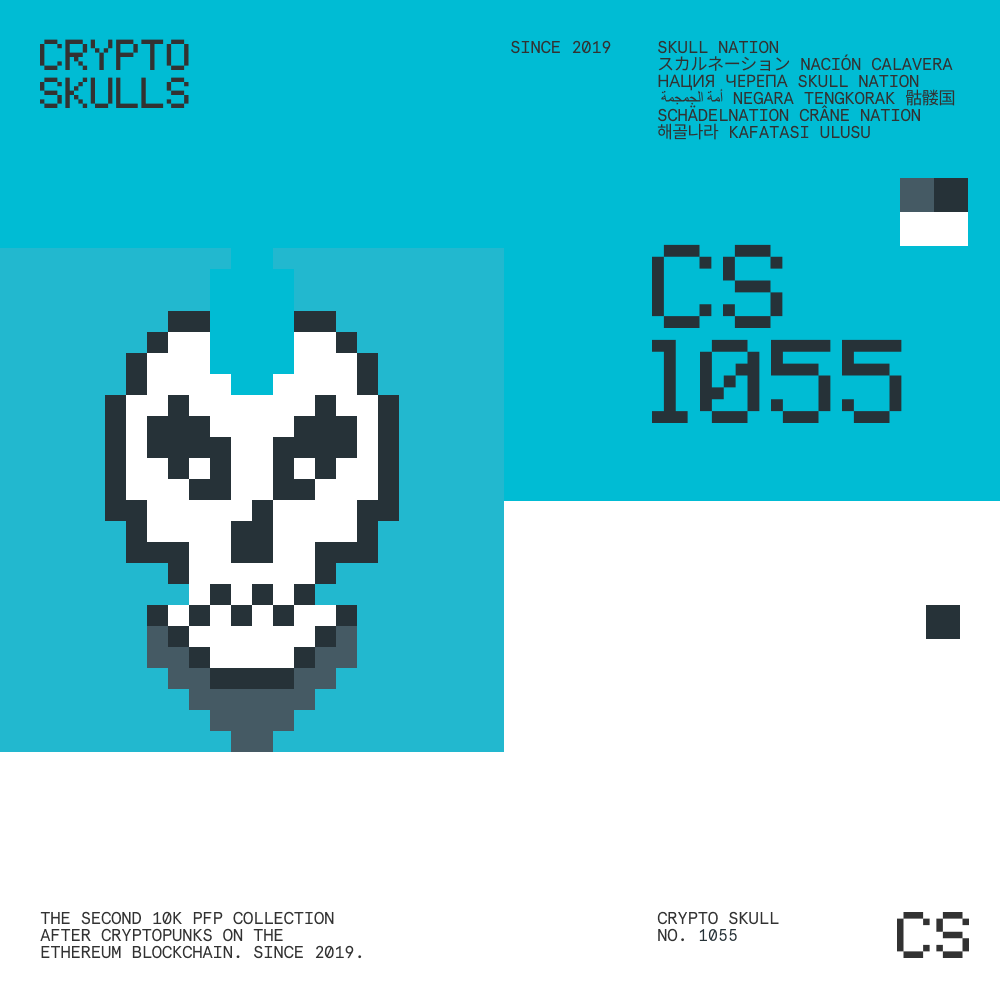 CRYPTO
SKULLS
SINCE 2019
SKULL NATION
スカルネーション NACIÓN CALAVERA
НАЦИЯ ЧЕРЕПА SKULL NATION
أمة الجمجمة NEGARA TENGKORAK 骷髅国
SCHÄDELNATION CRÂNE NATION
해골나라 KAFATASI ULUSU
CS
1055
THE SECOND 10K PFP COLLECTION
AFTER CRYPTOPUNKS ON THE
ETHEREUM BLOCKCHAIN. SINCE 2019.
CRYPTO SKULL
NO. 1055
CS